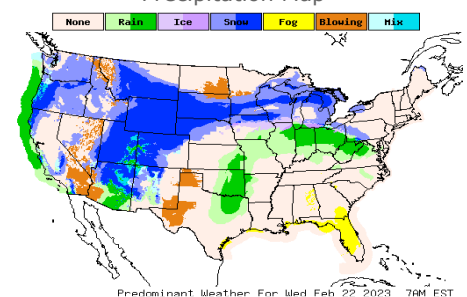 Precipitation Map
None Rain Ice Snow Fog Blowing Mix
Predominant Weather For Wed Feb 22 2023 7AM EST